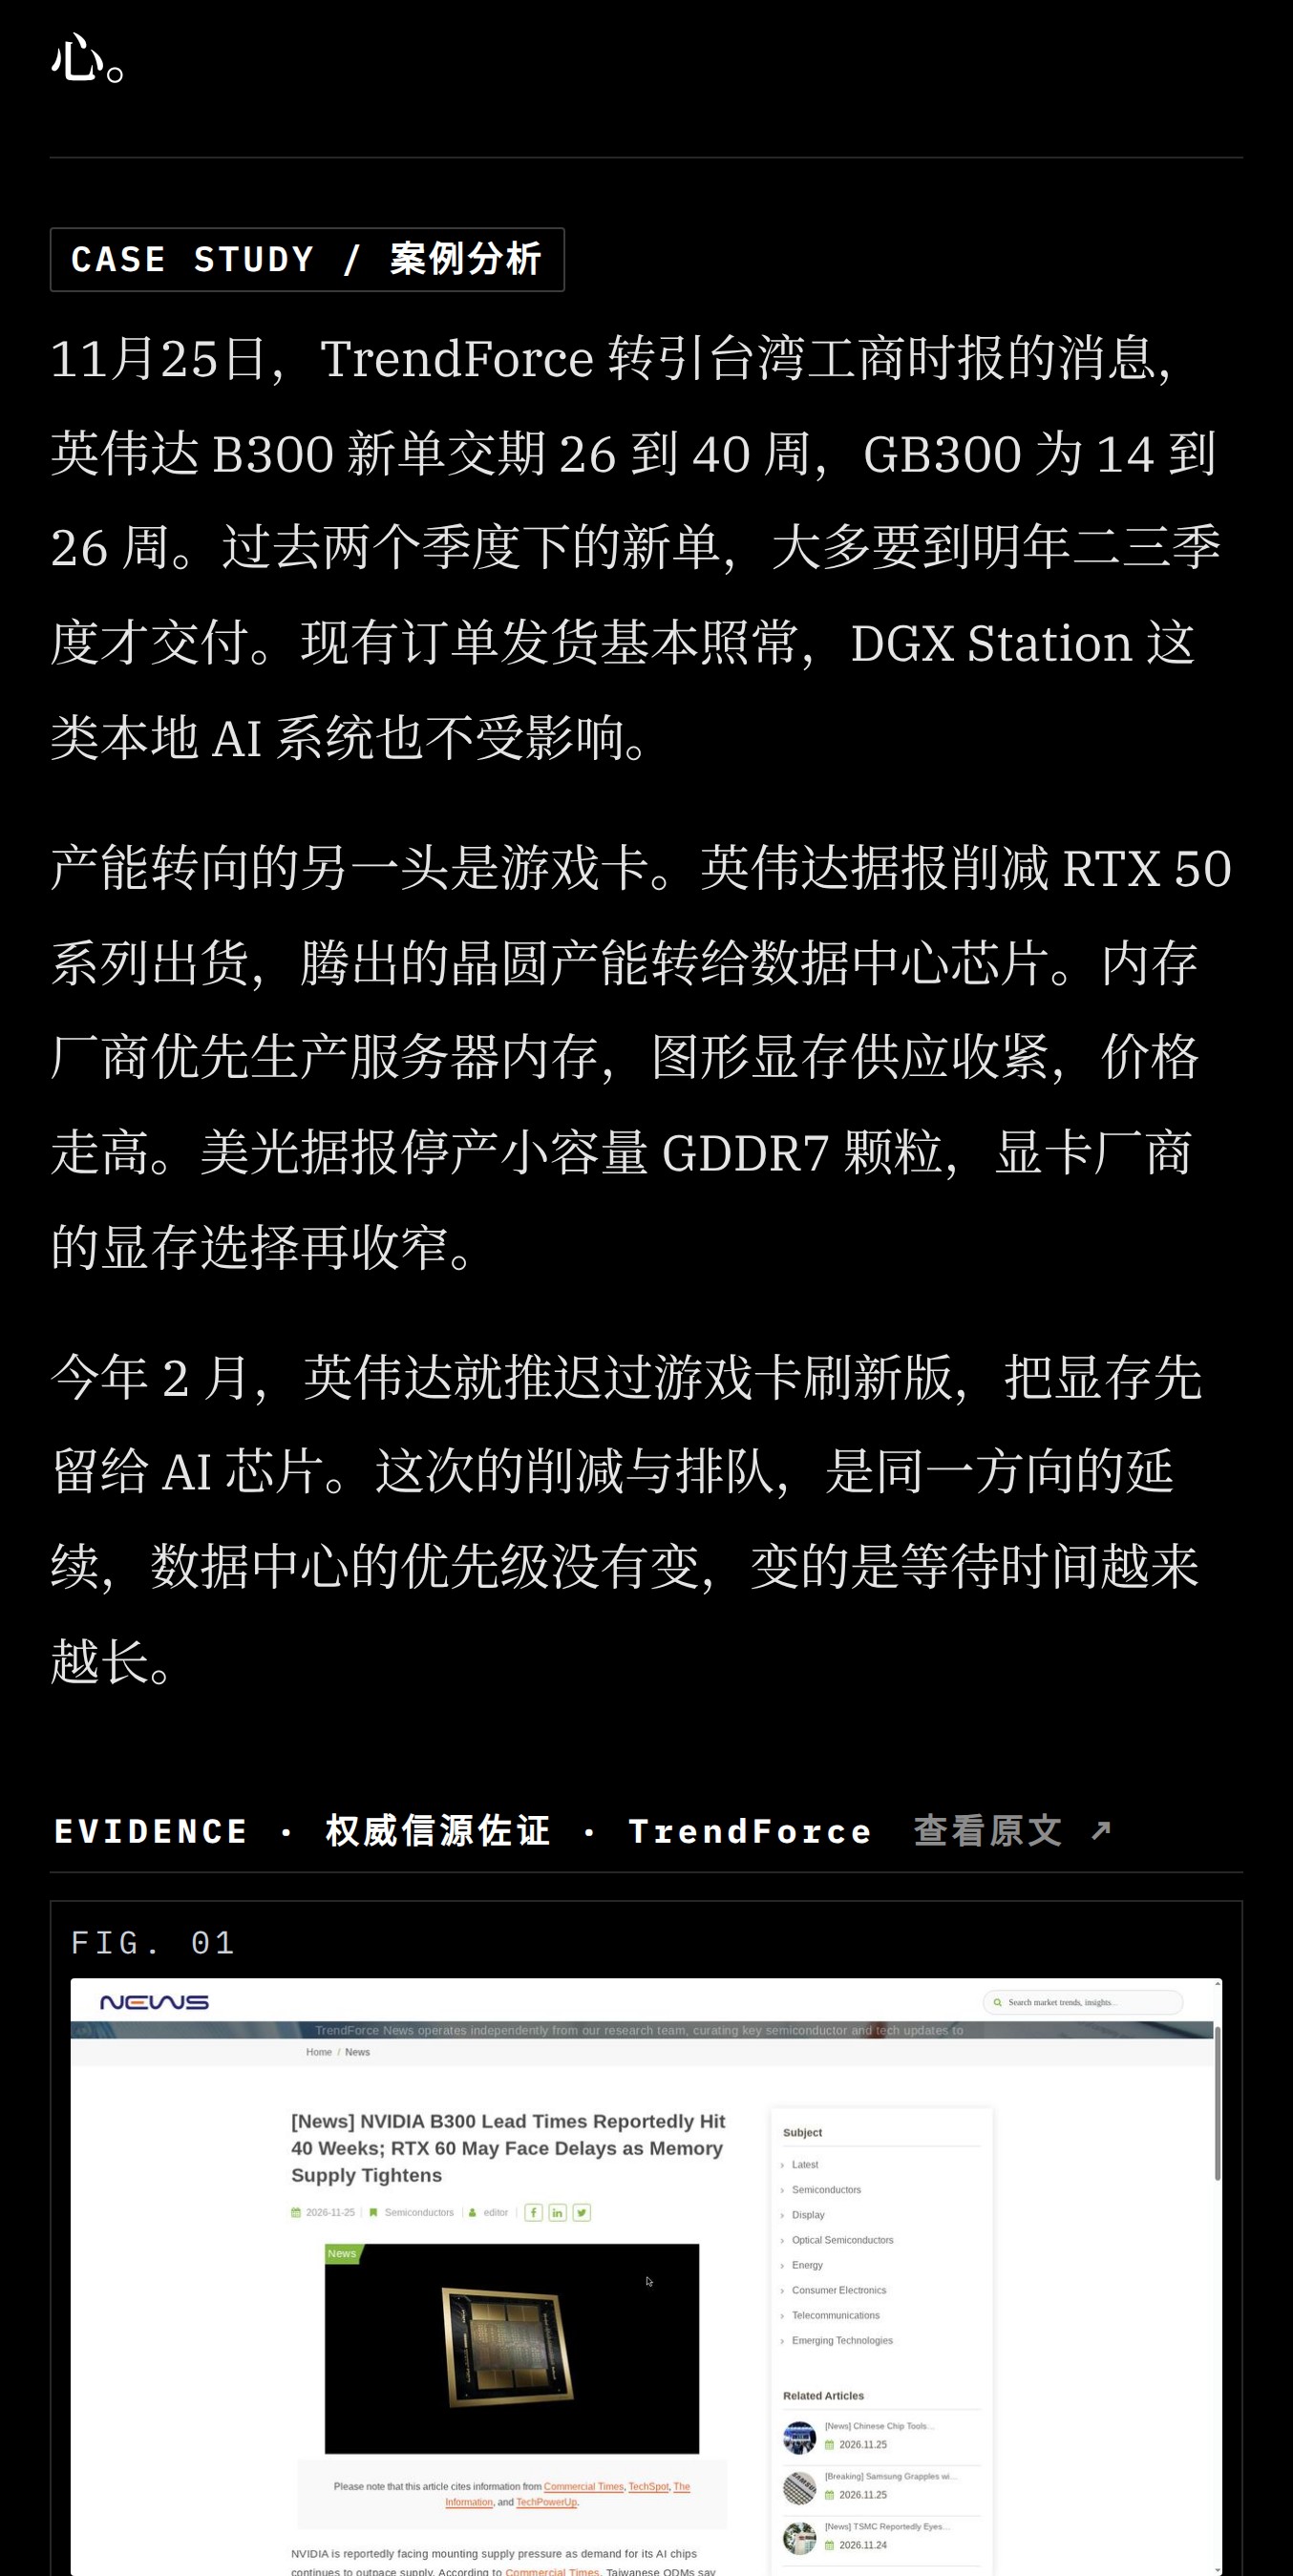 心。
CASE STUDY / 案例分析
11月25日，TrendForce 转引台湾工商时报的消息，
英伟达 B300 新单交期 26 到 40 周，GB300 为 14 到
26 周。过去两个季度下的新单，大多要到明年二三季
度才交付。现有订单发货基本照常，DGX Station 这
类本地 AI 系统也不受影响。
产能转向的另一头是游戏卡。英伟达据报削减 RTX 50
系列出货，腾出的晶圆产能转给数据中心芯片。内存
厂商优先生产服务器内存，图形显存供应收紧，价格
走高。美光据报停产小容量 GDDR7 颗粒，显卡厂商
的显存选择再收窄。
今年 2 月，英伟达就推迟过游戏卡刷新版，把显存先
留给 AI 芯片。这次的削减与排队，是同一方向的延
续，数据中心的优先级没有变，变的是等待时间越来
越长。
EVIDENCE · 权威信源佐证 · TrendForce 查看原文 ↗
FIG. 01
NEWS
Search market trends, insights...
TrendForce News operates independently from our research team, curating key semiconductor and tech updates to
Home / News
[News] NVIDIA B300 Lead Times Reportedly Hit
40 Weeks; RTX 60 May Face Delays as Memory
Supply Tightens
2026-11-25 Semiconductors editor
News
Please note that this article cites information from Commercial Times, TechSpot, The
Information, and TechPowerUp.
NVIDIA is reportedly facing mounting supply pressure as demand for its AI chips
continues to outpace supply. According to Commercial Times, Taiwanese ODMs say
Subject
Latest
Semiconductors
Display
Optical Semiconductors
Energy
Consumer Electronics
Telecommunications
Emerging Technologies
Related Articles
[News] Chinese Chip Tools...
2026.11.25
[Breaking] Samsung Grapples wi...
2026.11.25
[News] TSMC Reportedly Eyes...
2026.11.24